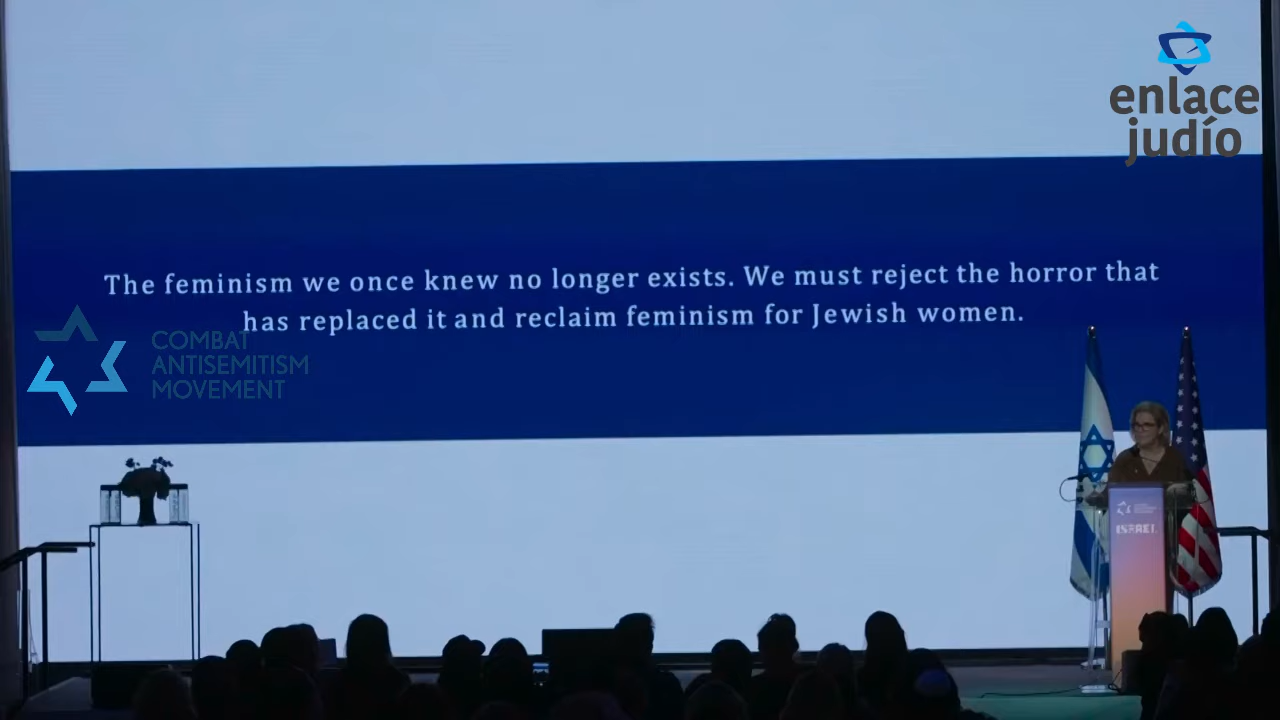 enlace
judío
The feminism we once knew no longer exists. We must reject the horror that
has replaced it and reclaim feminism for Jewish women.
COMBAT
ANTISEMITISM
MOVEMENT